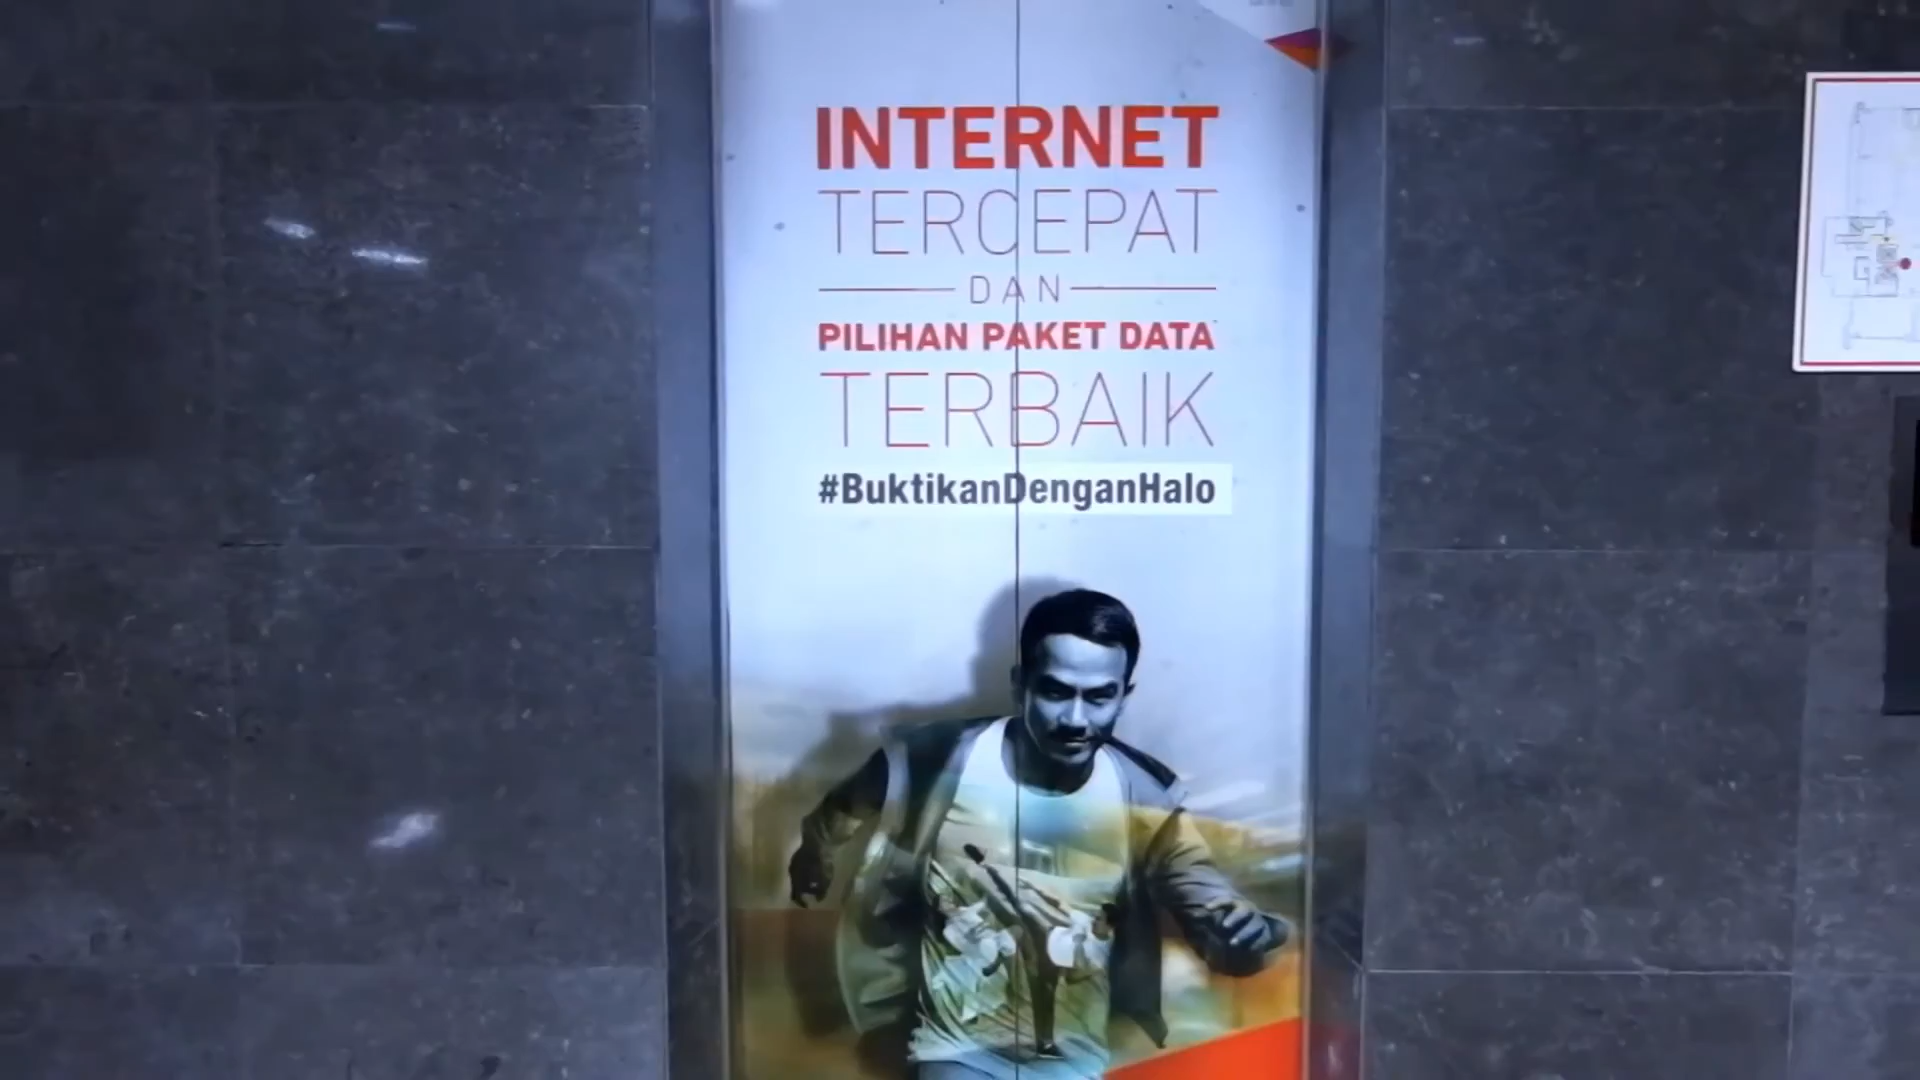 INTERNET
TERCEPAT
DAN
PILIHAN PAKET DATA
TERBAIK
#BuktikanDenganHalo